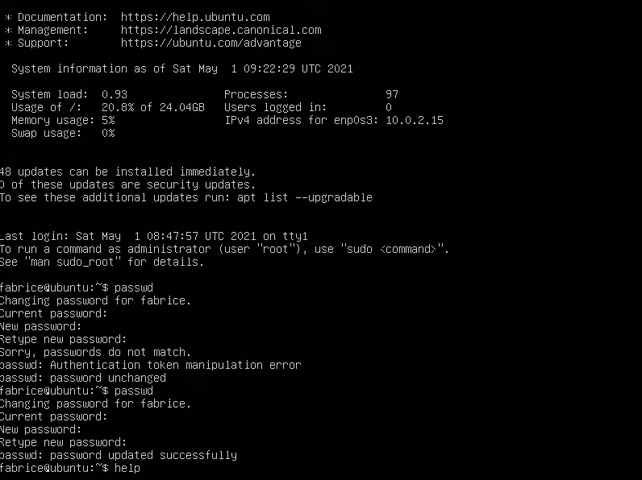 * Documentation:  https://help.ubuntu.com
* Management:     https://landscape.canonical.com
* Support:        https://ubuntu.com/advantage
System information as of Sat May  1 09:22:29 UTC 2021
System load:  0.93               Processes:               97
Usage of /:   20.8% of 24.04GB   Users logged in:         0
Memory usage: 5%                 IPv4 address for enp0s3: 10.0.2.15
Swap usage:   0%
48 updates can be installed immediately.
0 of these updates are security updates.
To see these additional updates run: apt list --upgradable
Last login: Sat May  1 08:47:57 UTC 2021 on tty1
To run a command as administrator (user "root"), use "sudo <command>".
See "man sudo_root" for details.
fabrice@ubuntu:~$ passwd
Changing password for fabrice.
Current password:
New password:
Retype new password:
Sorry, passwords do not match.
passwd: Authentication token manipulation error
passwd: password unchanged
fabrice@ubuntu:~$ passwd
Changing password for fabrice.
Current password:
New password:
Retype new password:
passwd: password updated successfully
fabrice@ubuntu:~$ help